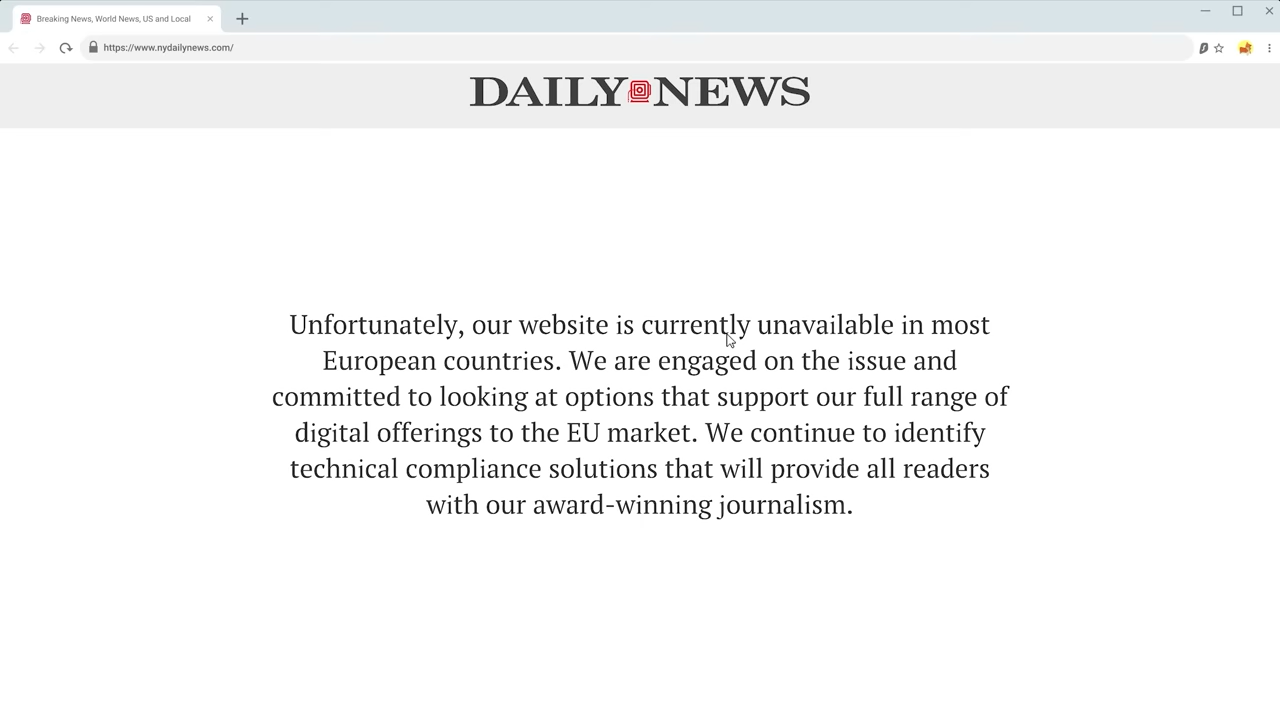 Breaking News, World News, US and Local
https://www.nydailynews.com/
DAILY NEWS
Unfortunately, our website is currently unavailable in most
European countries. We are engaged on the issue and
committed to looking at options that support our full range of
digital offerings to the EU market. We continue to identify
technical compliance solutions that will provide all readers
with our award-winning journalism.